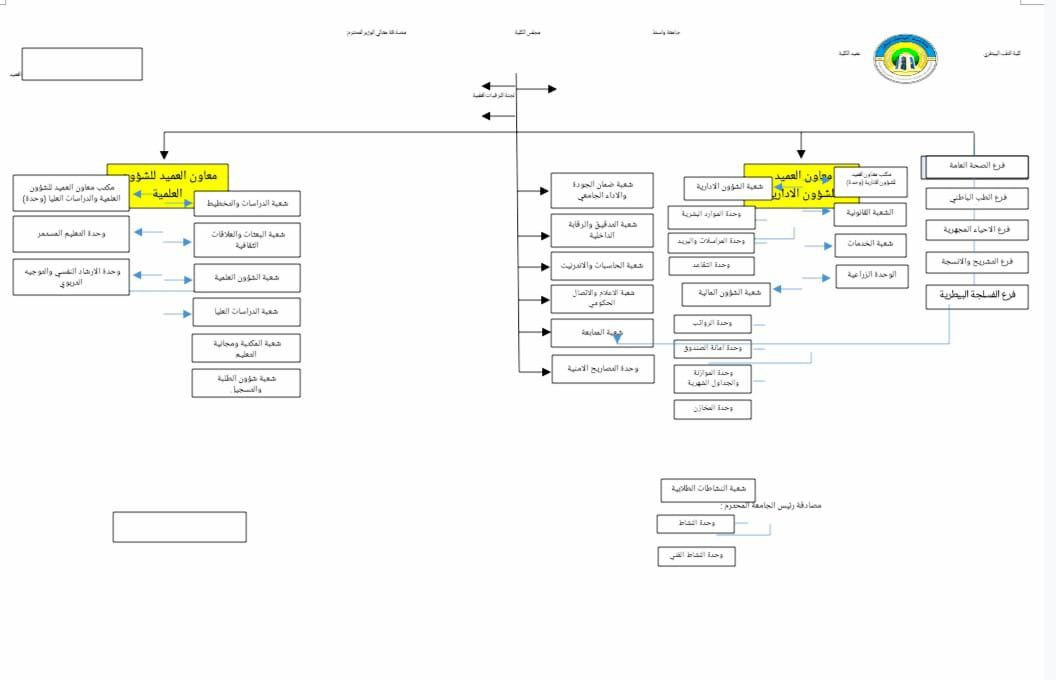 مصادقة معالي الوزير المحترم
مجلس الكلية
جامعة واسط
عميد الكلية
كلية الطب البيطري
العميد
لجنة الترقيات العلمية
معاون العميد للشؤون
العلمية
مكتب معاون العميد للشؤون
العلمية والدراسات العليا (وحدة)
وحدة التعليم المستمر
وحدة الارشاد النفسي والتوجيه
التربوي
شعبة الدراسات والتخطيط
شعبة البعثات والعلاقات
الثقافية
شعبة الشؤون العلمية
شعبة الدراسات العليا
شعبة المكتبة ومجانية
التعليم
شعبة شؤون الطلبة
والتسجيل
شعبة ضمان الجودة
والاداء الجامعي
شعبة التدقيق والرقابة
الداخلية
شعبة الحاسبات والانترنيت
شعبة الاعلام والاتصال
الحكومي
شعبة المتابعة
وحدة التصاريح الامنية
معاون العميد
للشؤون الادارية
شعبة الشؤون الادارية
وحدة الموارد البشرية
وحدة المراسلات والبريد
وحدة التقاعد
شعبة الشؤون المالية
وحدة الرواتب
وحدة امانة الصندوق
وحدة الموازنة
والجداول الشهرية
وحدة المخازن
مكتب معاون العميد
للشؤون الادارية (وحدة)
الشعبة القانونية
شعبة الخدمات
الوحدة الزراعية
فرع الصحة العامة
فرع الطب الباطني
فرع الاحياء المجهرية
فرع التشريح والانسجة
فرع الفسلجة البيطرية
شعبة النشاطات الطلابية
مصادقة رئيس الجامعة المحترم :
وحدة النشاط
وحدة النشاط الفني